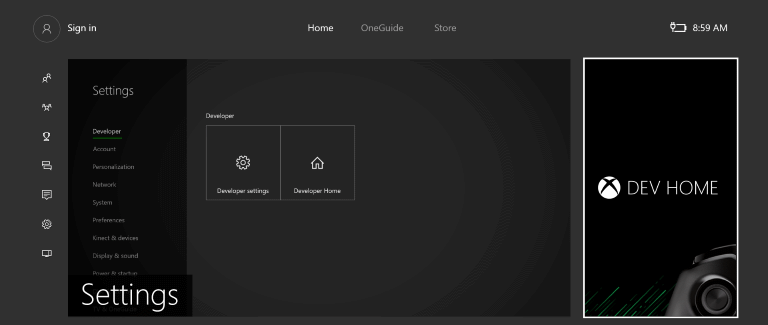 Sign in
Home
OneGuide
Store
8:59 AM
Settings
Developer
Account
Personalization
Network
System
Preferences
Kinect & devices
Display & sound
Power & startup
Developer
Developer settings
Developer Home
Settings
DEV HOME